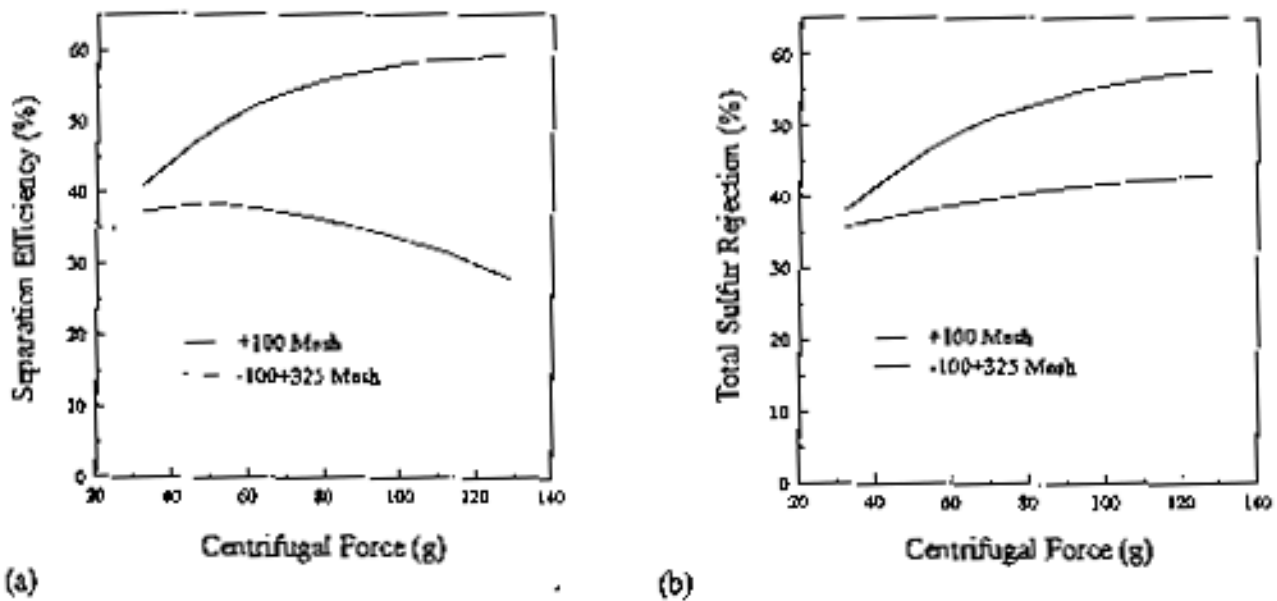 60
50
40
30
20
10
0
20 40 60 80 100 120 140
Separation Efficiency (%)
+100 Mesh
-100+325 Mesh
Centrifugal Force (g)
(a)
60
50
40
30
20
10
0
20 40 60 80 100 120 140
Total Sulfur Rejection (%)
+100 Mesh
-100+325 Mesh
Centrifugal Force (g)
(b)